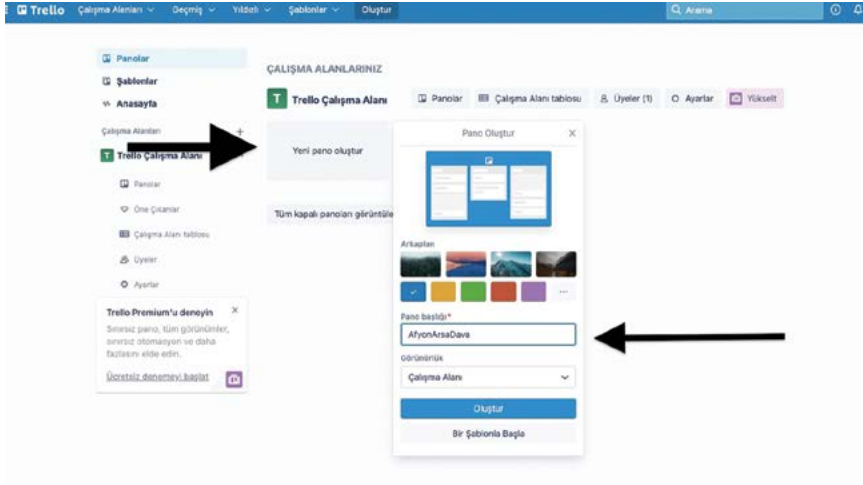 Trello
Çalışma Alanları
Geçmiş
Yıldızlı
Şablonlar
Oluştur
Arama
Panolar
Şablonlar
Anasayfa
Çalışma Alanları
+
T Trello Çalışma Alanı
Panolar
Öne Çıkanlar
Çalışma Alanı tablosu
Üyeler
Ayarlar
Trello Premium'u deneyin
Sınırsız pano, tüm görünümler,
sınırsız otomasyon ve daha
fazlasını elde edin.
Ücretsiz denemeyi başlat
ÇALIŞMA ALANLARINIZ
T Trello Çalışma Alanı
Panolar
Çalışma Alanı tablosu
Üyeler (1)
Ayarlar
Yükselt
Yeni pano oluştur
Tüm kapalı panoları görüntüle
Pano Oluştur
Arkaplan
Pano başlığı*
AfyonArsaDava
Görünürlük
Çalışma Alanı
Oluştur
Bir Şablonla Başla